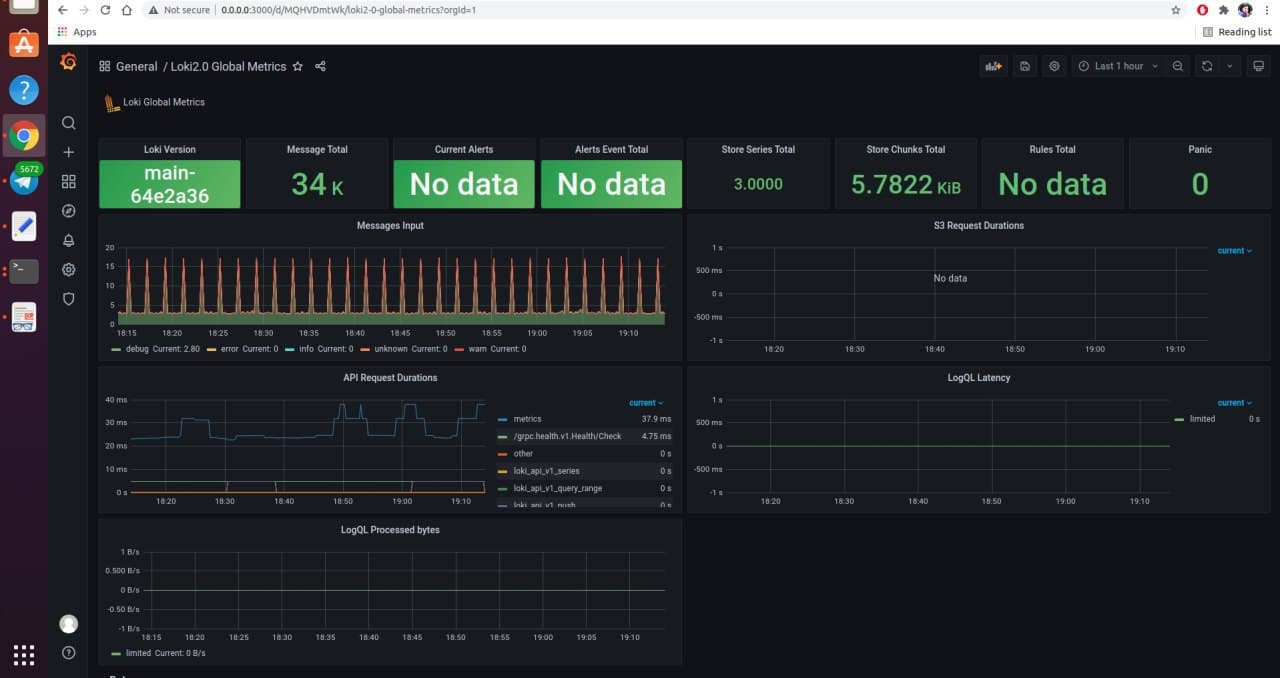 Not secure | 0.0.0.0:3000/d/MQHVDmtWk/loki2-0-global-metrics?orgId=1
Apps
Reading list
General / Loki2.0 Global Metrics
Last 1 hour
Loki Global Metrics
?
5672
>_
Loki Version
main-
64e2a36
Message Total
34 K
Current Alerts
No data
Alerts Event Total
No data
Store Series Total
3.0000
Store Chunks Total
5.7822 KiB
Rules Total
No data
Panic
0
Messages Input
20
15
10
5
0
18:15 18:20 18:25 18:30 18:35 18:40 18:45 18:50 18:55 19:00 19:05 19:10
debug Current: 2.80 error Current: 0 info Current: 0 unknown Current: 0 warn Current: 0
S3 Request Durations
current
1 s
500 ms
0 s
-500 ms
-1 s
No data
18:20 18:30 18:40 18:50 19:00 19:10
API Request Durations
40 ms
30 ms
20 ms
10 ms
0 s
18:20 18:30 18:40 18:50 19:00 19:10
current
metrics 37.9 ms
/grpc.health.v1.Health/Check 4.75 ms
other 0 s
loki_api_v1_series 0 s
loki_api_v1_query_range 0 s
loki_api_v1_push 0 s
LogQL Latency
current
limited 0 s
1 s
500 ms
0 s
-500 ms
-1 s
18:20 18:30 18:40 18:50 19:00 19:10
LogQL Processed bytes
1 B/s
0.500 B/s
0 B/s
-0.50 B/s
-1 B/s
18:15 18:20 18:25 18:30 18:35 18:40 18:45 18:50 18:55 19:00 19:05 19:10
limited Current: 0 B/s